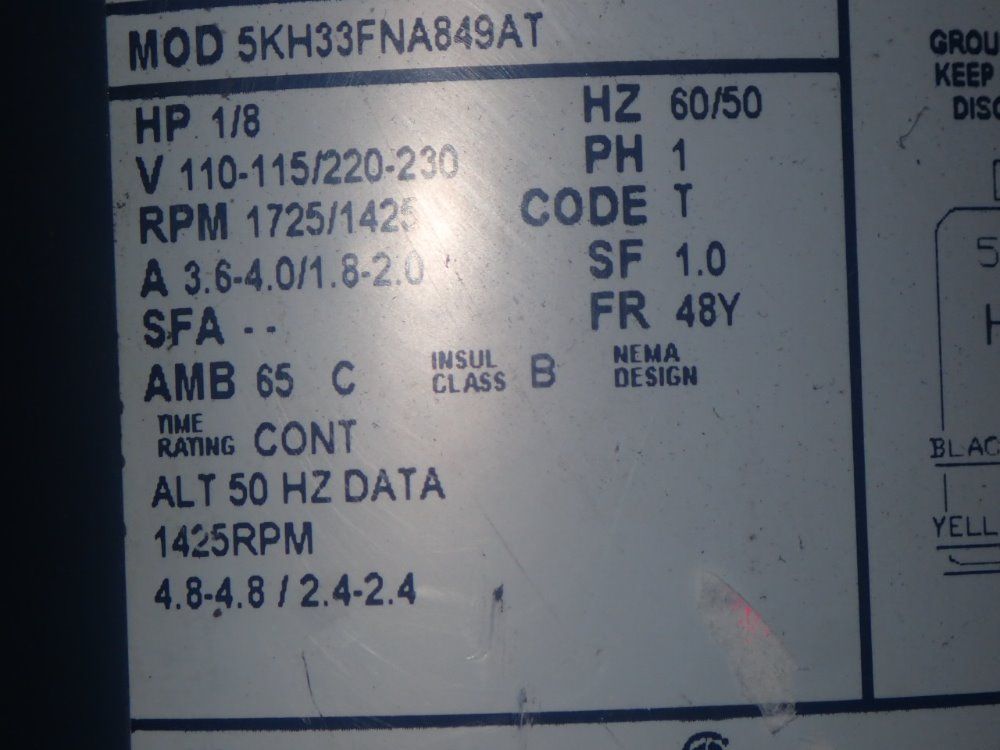 MOD 5KH33FNA849AT
HP 1/8
HZ 60/50
V 110-115/220-230
PH 1
RPM 1725/1425
CODE T
A 3.6-4.0/1.8-2.0
SF 1.0
SFA --
FR 48Y
AMB 65 C
INSUL CLASS B
NEMA DESIGN
TIME RATING CONT
ALT 50 HZ DATA
1425RPM
4.8-4.8 / 2.4-2.4
KEEP
5
H